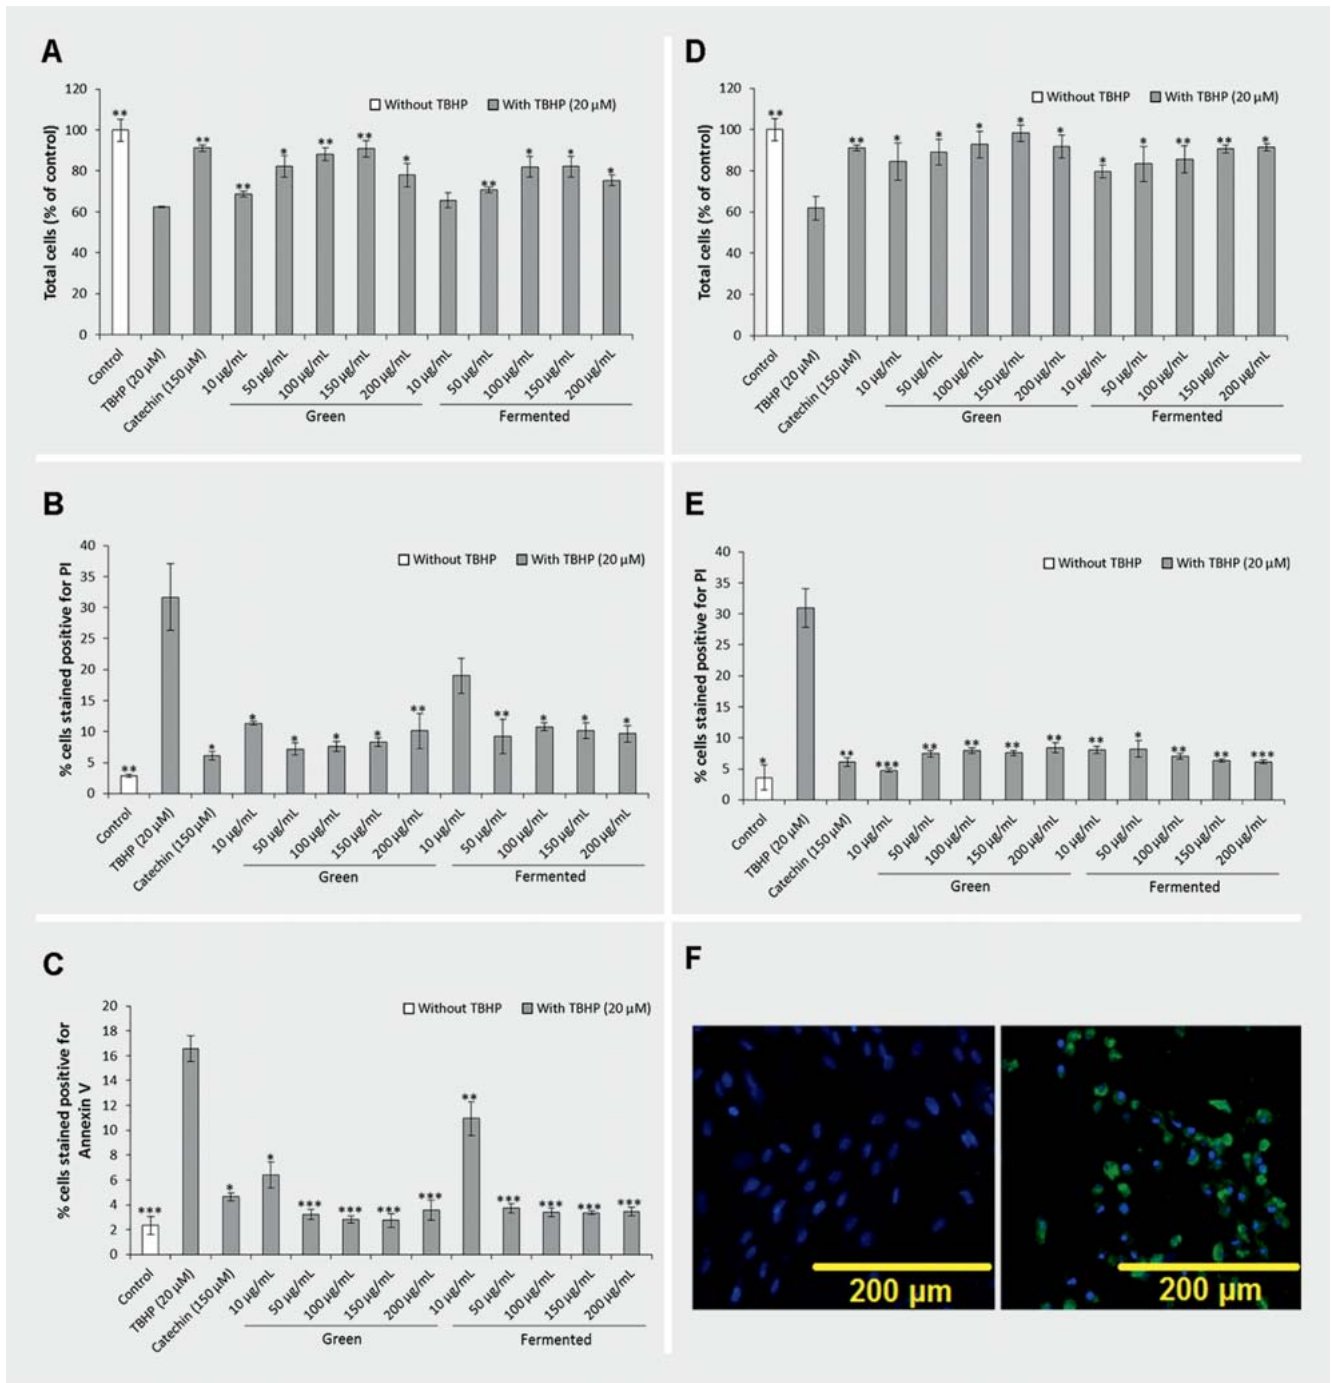 A
Total cells (% of control)
Without TBHP With TBHP (20 µM)
120
100
80
60
40
20
0
** ** ** * ** ** * ** * * *
Control TBHP (20 µM) Catechin (150 µM) 10 µg/mL 50 µg/mL 100 µg/mL 150 µg/mL 200 µg/mL 10 µg/mL 50 µg/mL 100 µg/mL 150 µg/mL 200 µg/mL
Green Fermented
D
Total cells (% of control)
Without TBHP With TBHP (20 µM)
120
100
80
60
40
20
0
** ** * * * * * * * ** ** *
Control TBHP (20 µM) Catechin (150 µM) 10 µg/mL 50 µg/mL 100 µg/mL 150 µg/mL 200 µg/mL 10 µg/mL 50 µg/mL 100 µg/mL 150 µg/mL 200 µg/mL
Green Fermented
B
% cells stained positive for PI
Without TBHP With TBHP (20 µM)
40
35
30
25
20
15
10
5
0
** * * * * * ** ** * * *
Control TBHP (20 µM) Catechin (150 µM) 10 µg/mL 50 µg/mL 100 µg/mL 150 µg/mL 200 µg/mL 10 µg/mL 50 µg/mL 100 µg/mL 150 µg/mL 200 µg/mL
Green Fermented
E
% cells stained positive for PI
Without TBHP With TBHP (20 µM)
40
35
30
25
20
15
10
5
0
* ** *** ** ** ** ** ** * ** ** ***
Control TBHP (20 µM) Catechin (150 µM) 10 µg/mL 50 µg/mL 100 µg/mL 150 µg/mL 200 µg/mL 10 µg/mL 50 µg/mL 100 µg/mL 150 µg/mL 200 µg/mL
Green Fermented
C
% cells stained positive for
Annexin V
Without TBHP With TBHP (20 µM)
20
18
16
14
12
10
8
6
4
2
0
*** * * *** *** *** *** ** *** *** *** ***
Control TBHP (20 µM) Catechin (150 µM) 10 µg/mL 50 µg/mL 100 µg/mL 150 µg/mL 200 µg/mL 10 µg/mL 50 µg/mL 100 µg/mL 150 µg/mL 200 µg/mL
Green Fermented
F
200 µm 200 µm